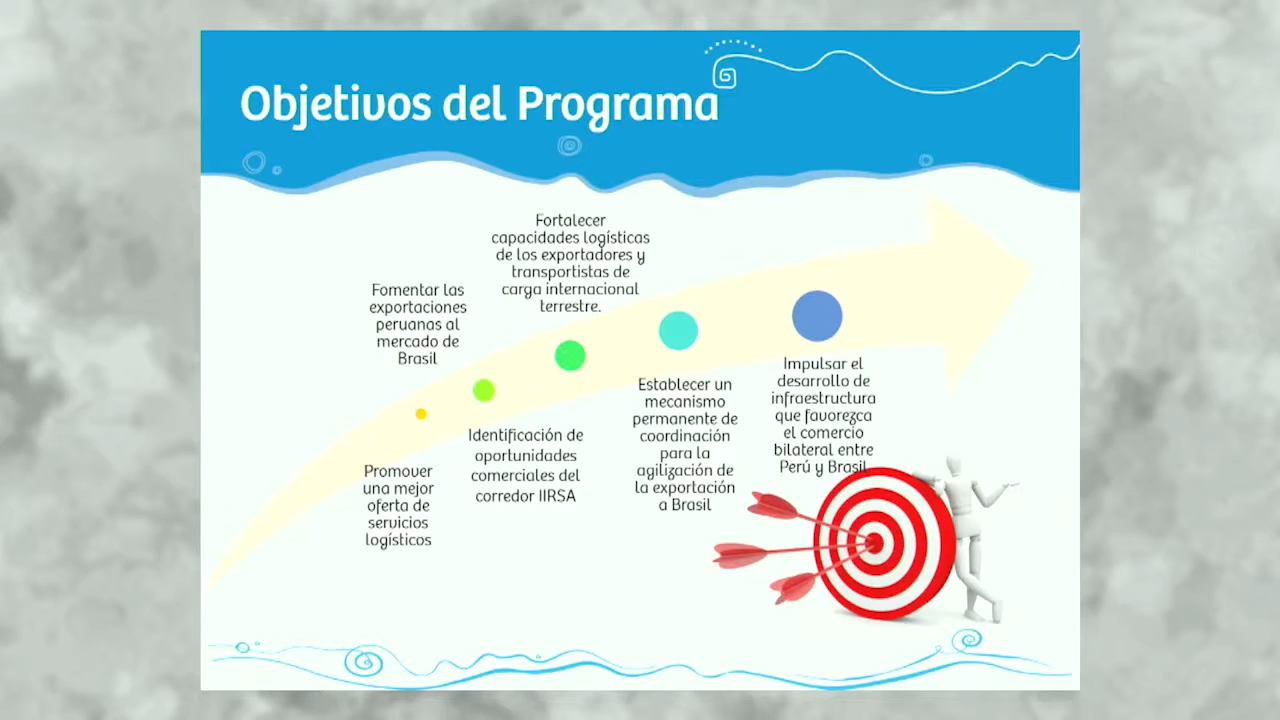 Objetivos del Programa
Fortalecer
capacidades logísticas
de los exportadores y
transportistas de
carga internacional
terrestre.
Fomentar las
exportaciones
peruanas al
mercado de
Brasil
Impulsar el
desarrollo de
infraestructura
que favorezca
el comercio
bilateral entre
Perú y Brasil
Establecer un
mecanismo
permanente de
coordinación
para la
agilización de
la exportación
a Brasil
Identificación de
oportunidades
comerciales del
corredor IIRSA
Promover
una mejor
oferta de
servicios
logísticos